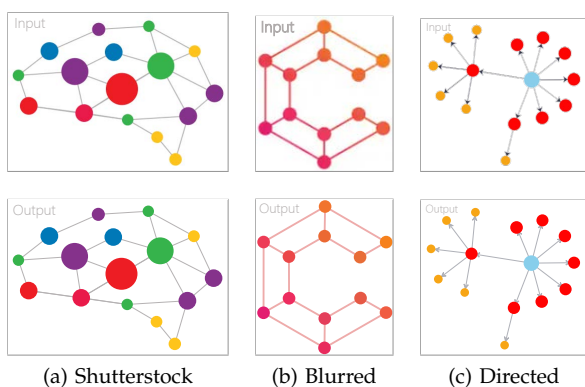 Input
Input
Input
Output
Output
Output
(a) Shutterstock
(b) Blurred
(c) Directed